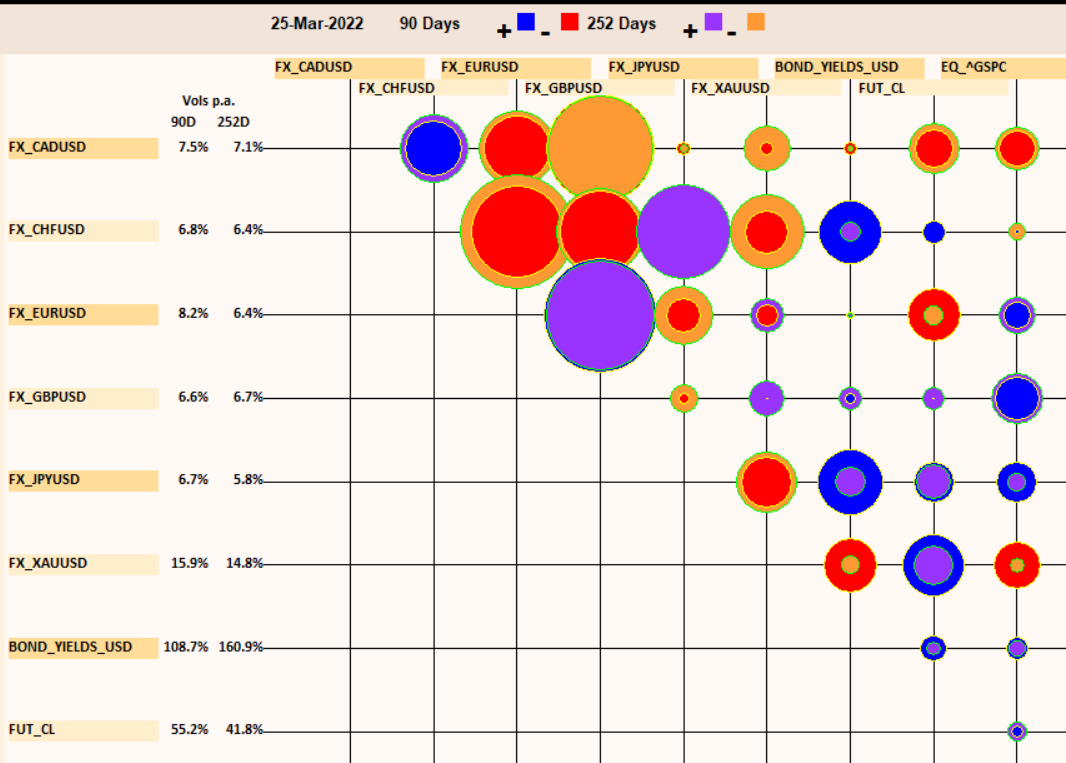 25-Mar-2022 90 Days + - 252 Days + -
FX_CADUSD FX_EURUSD FX_JPYUSD BOND_YIELDS_USD EQ_^GSPC
FX_CHFUSD FX_GBPUSD FX_XAUUSD FUT_CL
Vols p.a.
90D 252D
FX_CADUSD 7.5% 7.1%
FX_CHFUSD 6.8% 6.4%
FX_EURUSD 8.2% 6.4%
FX_GBPUSD 6.6% 6.7%
FX_JPYUSD 6.7% 5.8%
FX_XAUUSD 15.9% 14.8%
BOND_YIELDS_USD 108.7% 160.9%
FUT_CL 55.2% 41.8%